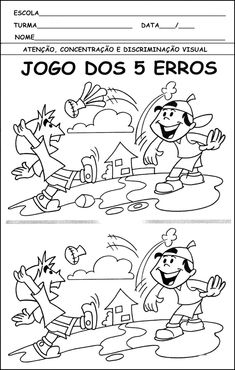 ESCOLA
TURMA DATA / /
NOME
ATENÇÃO, CONCENTRAÇÃO E DISCRIMINAÇÃO VISUAL
JOGO DOS 5 ERROS